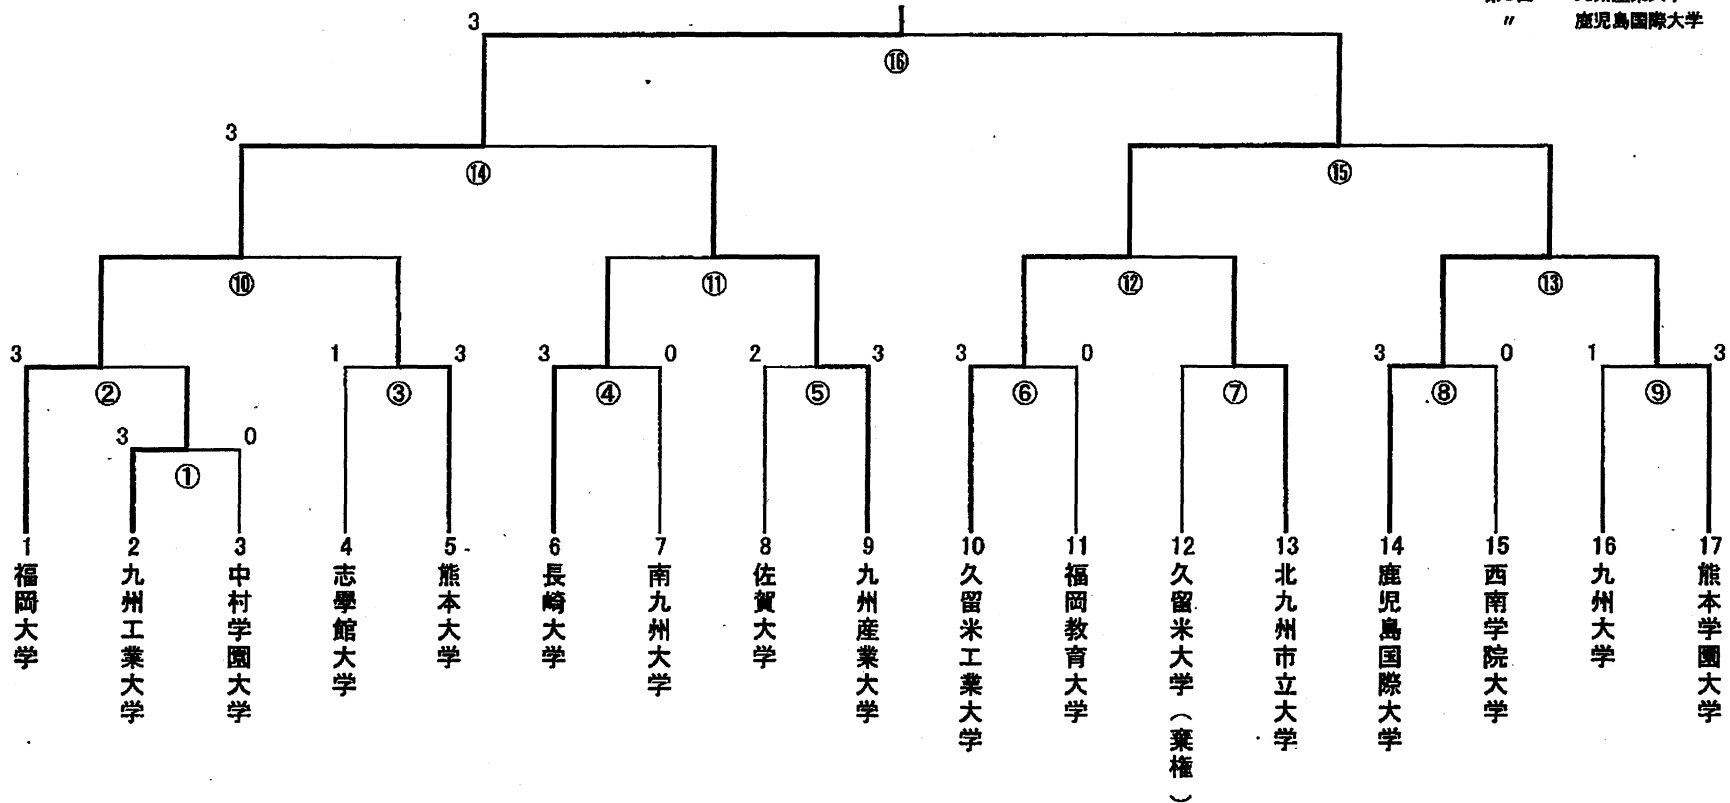 3
〃 鹿児島国際大学
⑯
3
⑭
⑮
⑩
⑪
⑫
⑬
3
1 3
3 0
2 3
3 0
3 0
1 3
②
③
④
⑤
⑥
⑦
⑧
⑨
3 0
①
1 福岡大学
2 九州工業大学
3 中村学園大学
4 志學館大学
5 熊本大学
6 長崎大学
7 南九州大学
8 佐賀大学
9 九州産業大学
10 久留米工業大学
11 福岡教育大学
12 久留米大学（棄権）
13 北九州市立大学
14 鹿児島国際大学
15 西南学院大学
16 九州大学
17 熊本学園大学